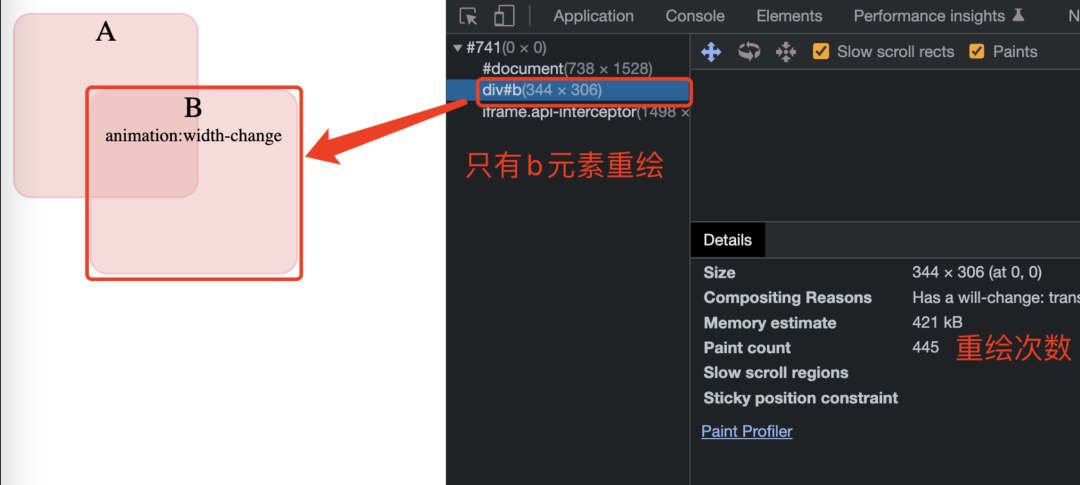 A
B
animation:width-change
Application Console Elements Performance insights N
#741(0 × 0)
#document(738 × 1528)
div#b(344 × 306)
iframe.api-interceptor(1498 ×
只有b元素重绘
Slow scroll rects Paints
Details
Size 344 × 306 (at 0, 0)
Compositing Reasons Has a will-change: trans
Memory estimate 421 kB
Paint count 445 重绘次数
Slow scroll regions
Sticky position constraint
Paint Profiler